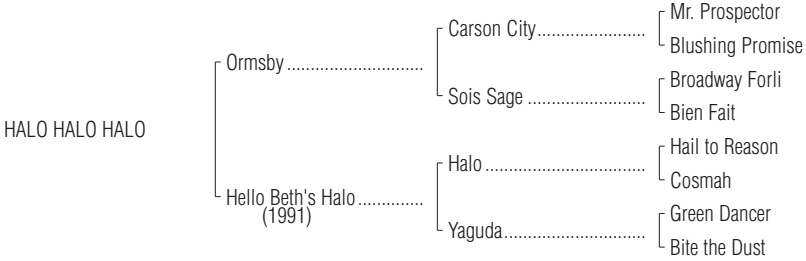 Mr. Prospector
Carson City
Blushing Promise
Ormsby
Broadway Forli
Sois Sage
Bien Fait
HALO HALO HALO
Hail to Reason
Halo
Cosmah
Hello Beth's Halo
(1991)
Green Dancer
Yaguda
Bite the Dust